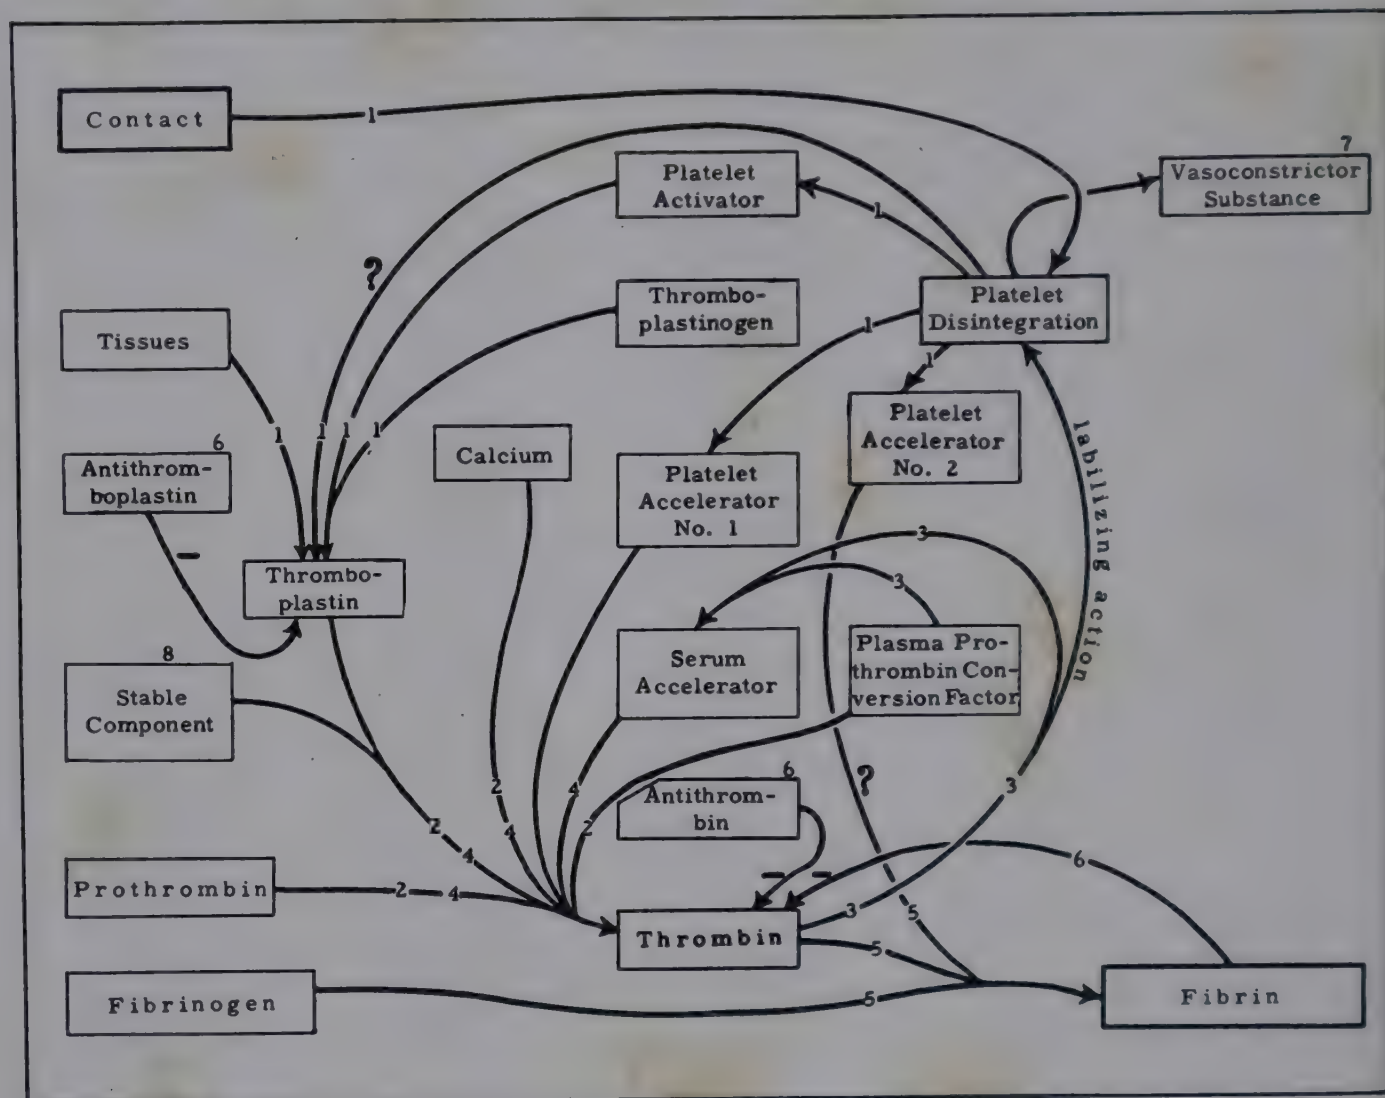 Contact
1
7
Vasoconstrictor
Substance
Platelet
Activator
1
?
Thrombo-
plastinogen
Platelet
Disintegration
1
1
Tissues
1
1
1
1
6
Antithrom-
boplastin
–
Calcium
Platelet
Accelerator
No. 1
Platelet
Accelerator
No. 2
labilizing action
3
3
Thrombo-
plastin
8
Stable
Component
Serum
Accelerator
Plasma Pro-
thrombin Con-
version Factor
2
4
2
4
4
2
6
Antithrom-
bin
?
3
–
–
6
Prothrombin
2
4
Thrombin
3
5
5
Fibrinogen
5
Fibrin